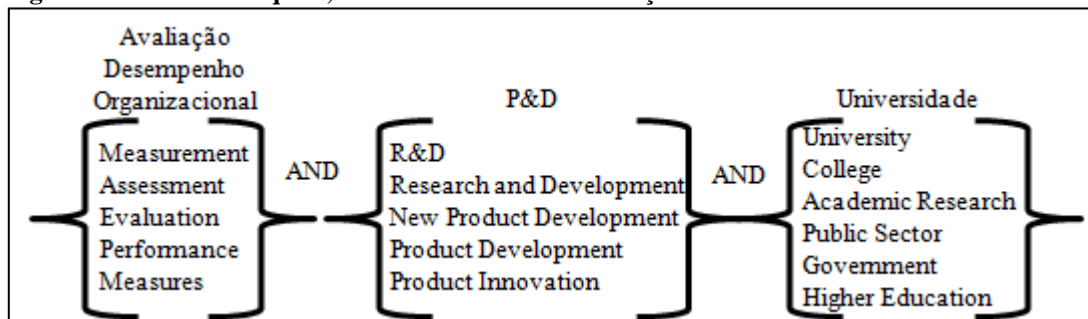 Avaliação
Desempenho
Organizacional
Measurement
Assessment
Evaluation
Performance
Measures
AND
P&D
R&D
Research and Development
New Product Development
Product Development
Product Innovation
AND
Universidade
University
College
Academic Research
Public Sector
Government
Higher Education